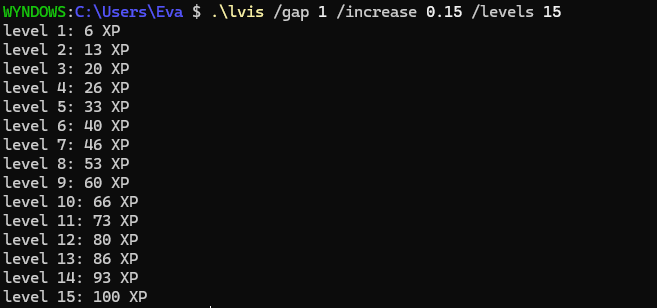 WYNDOWS:C:\Users\Eva $ .\lvis /gap 1 /increase 0.15 /levels 15
level 1: 6 XP
level 2: 13 XP
level 3: 20 XP
level 4: 26 XP
level 5: 33 XP
level 6: 40 XP
level 7: 46 XP
level 8: 53 XP
level 9: 60 XP
level 10: 66 XP
level 11: 73 XP
level 12: 80 XP
level 13: 86 XP
level 14: 93 XP
level 15: 100 XP